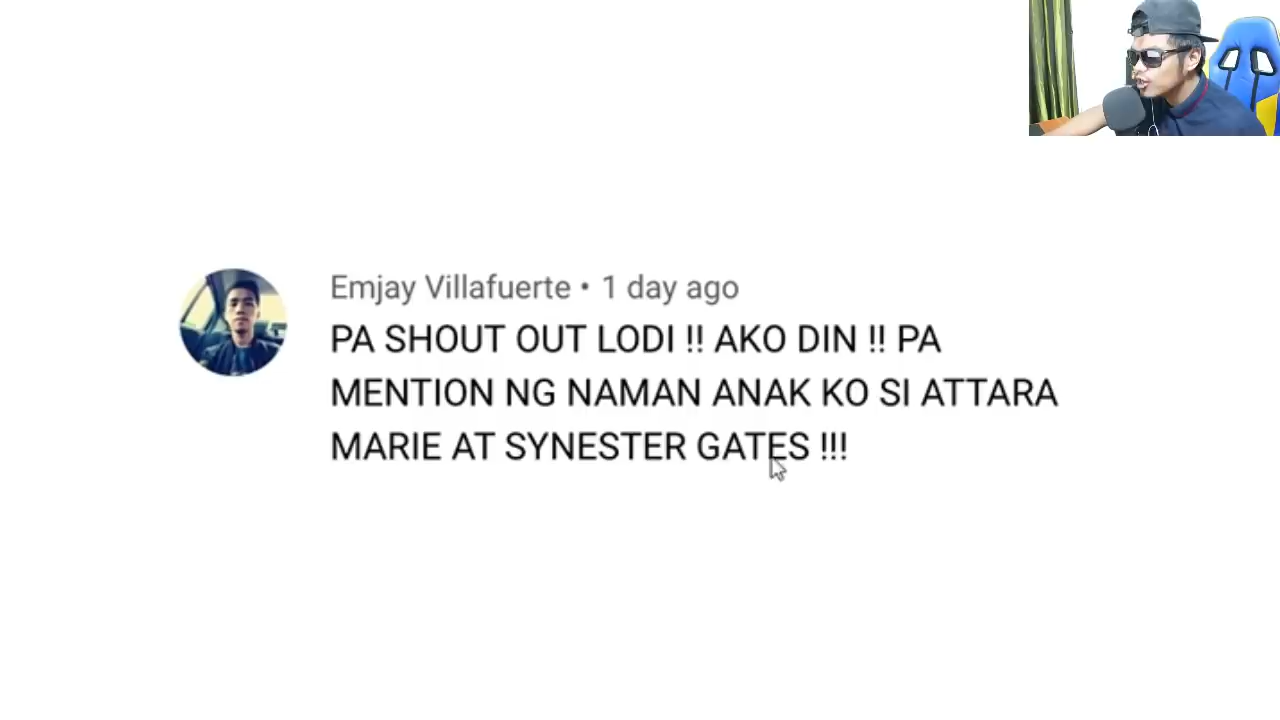 Emjay Villafuerte • 1 day ago
PA SHOUT OUT LODI !! AKO DIN !! PA
MENTION NG NAMAN ANAK KO SI ATTARA
MARIE AT SYNESTER GATES !!!